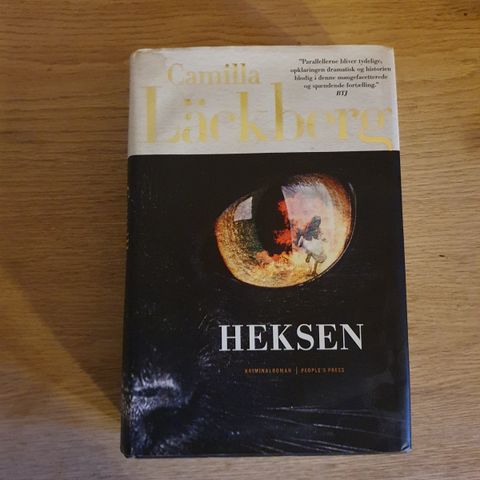 Camilla
Läckberg
"Parallellerne bliver tydelige,
opklaringen dramatisk og historien
blodig i denne mangefacetterede
og spændende fortælling."
BTJ
HEKSEN
KRIMINALROMAN | PEOPLE'S PRESS